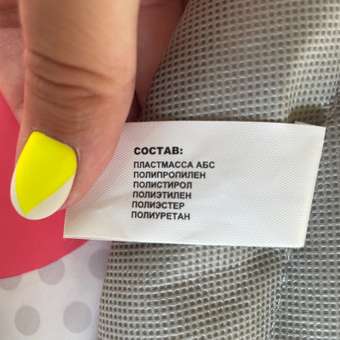 СОСТАВ:
ПЛАСТМАССА АБС
ПОЛИПРОПИЛЕН
ПОЛИСТИРОЛ
ПОЛИЭТИЛЕН
ПОЛИЭСТЕР
ПОЛИУРЕТАН